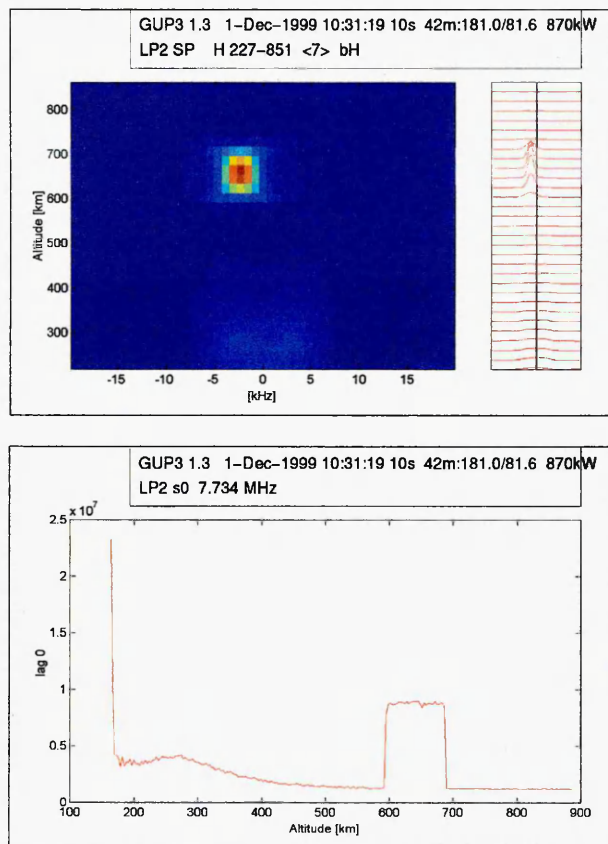 GUP3 1.3 1-Dec-1999 10:31:19 10s 42m:181.0/81.6 870kW
LP2 SP H 227-851 <7> bH
800
700
600
500
400
300
Altitude [km]
-15 -10 -5 0 5 10 15
[kHz]
GUP3 1.3 1-Dec-1999 10:31:19 10s 42m:181.0/81.6 870kW
LP2 s0 7.734 MHz
x 10^7
2.5
2
1.5
1
0.5
0
lag 0
100 200 300 400 500 600 700 800 900
Altitude [km]